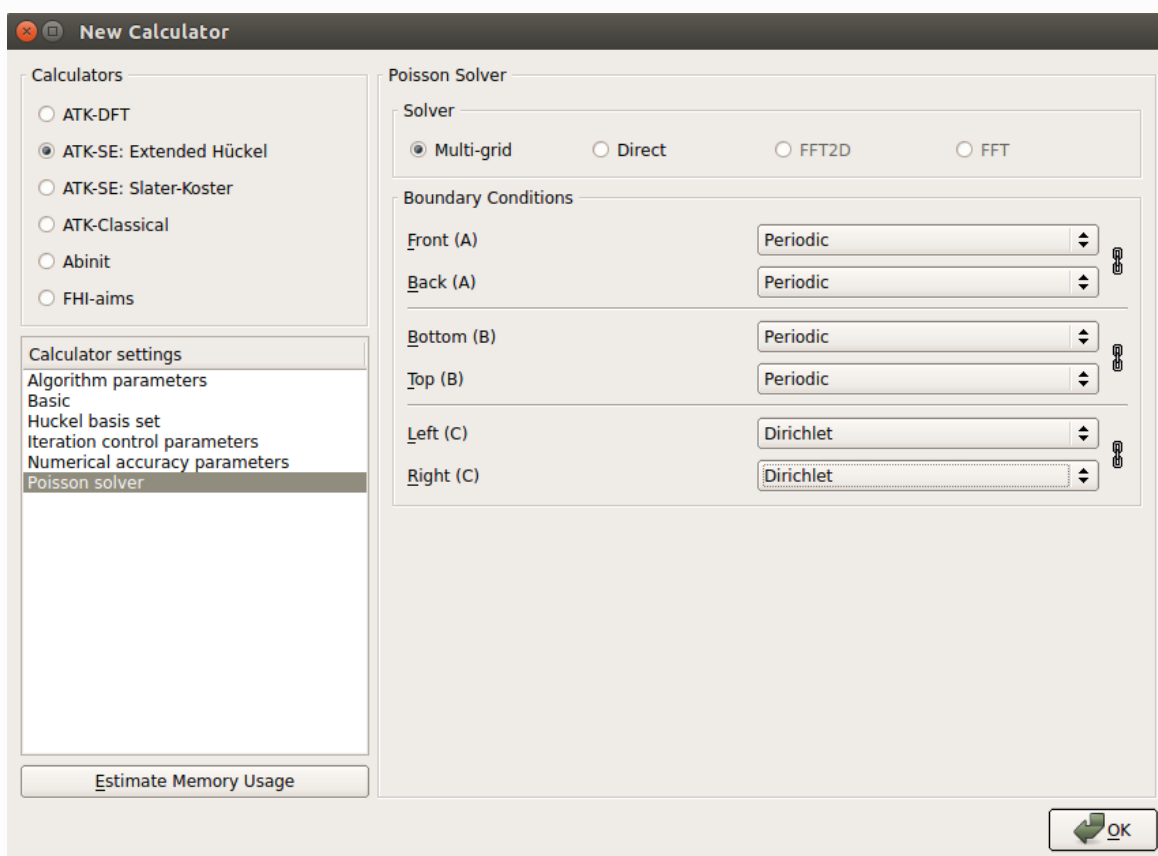 New Calculator
Calculators
ATK-DFT
ATK-SE: Extended Hückel
ATK-SE: Slater-Koster
ATK-Classical
Abinit
FHI-aims
Calculator settings
Algorithm parameters
Basic
Huckel basis set
Iteration control parameters
Numerical accuracy parameters
Poisson solver
Estimate Memory Usage
Poisson Solver
Solver
Multi-grid Direct FFT2D FFT
Boundary Conditions
Front (A) Periodic
Back (A) Periodic
Bottom (B) Periodic
Top (B) Periodic
Left (C) Dirichlet
Right (C) Dirichlet
OK